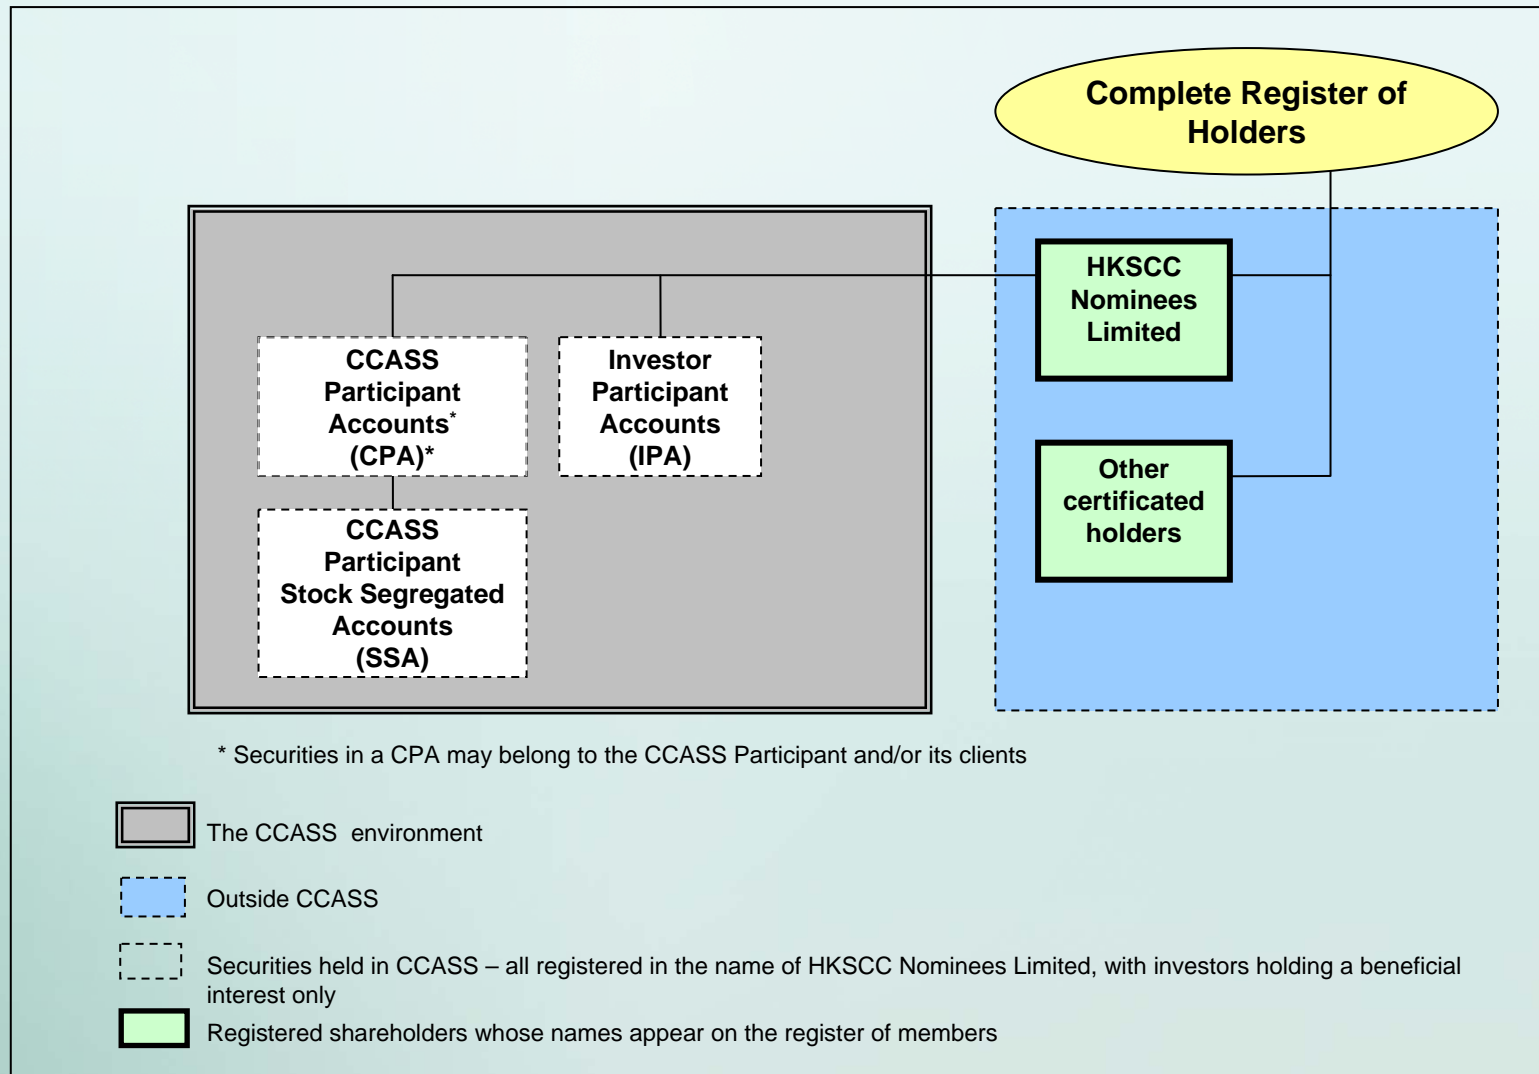 Complete Register of
Holders
HKSCC
Nominees
Limited
CCASS
Participant
Accounts*
(CPA)*
Investor
Participant
Accounts
(IPA)
Other
certificated
holders
CCASS
Participant
Stock Segregated
Accounts
(SSA)
* Securities in a CPA may belong to the CCASS Participant and/or its clients
The CCASS  environment
Outside CCASS
Securities held in CCASS – all registered in the name of HKSCC Nominees Limited, with investors holding a beneficial
interest only
Registered shareholders whose names appear on the register of members